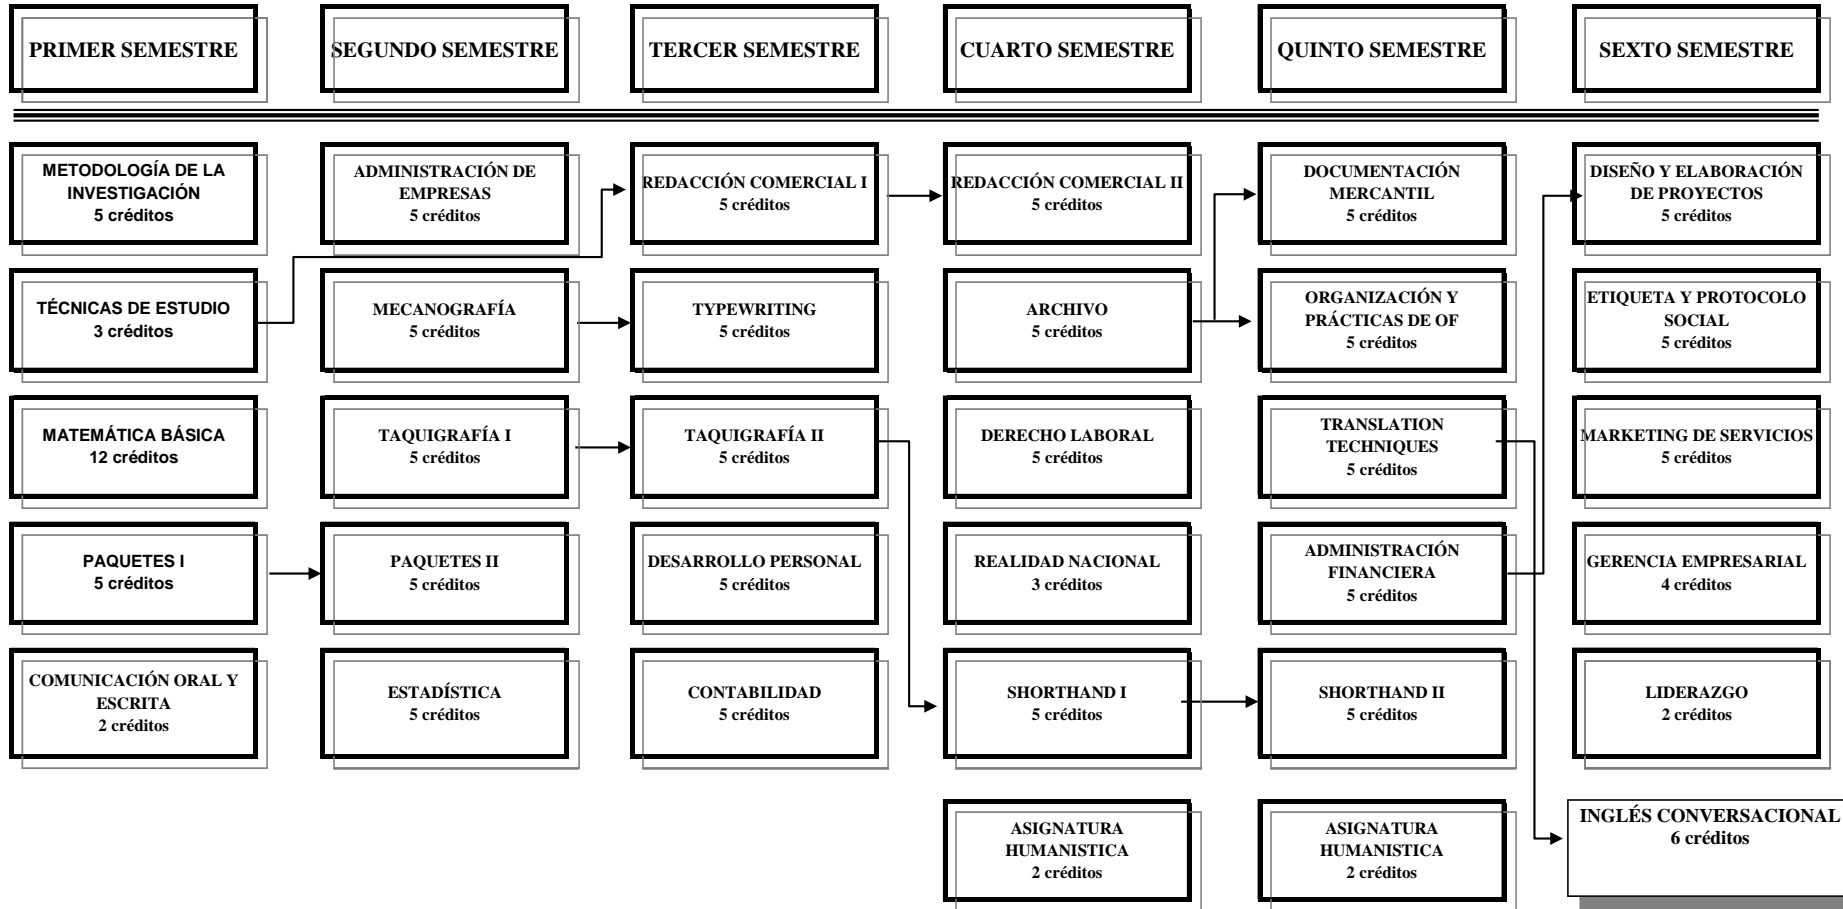 PRIMER SEMESTRE
SEGUNDO SEMESTRE
TERCER SEMESTRE
CUARTO SEMESTRE
QUINTO SEMESTRE
SEXTO SEMESTRE
METODOLOGÍA DE LA
INVESTIGACIÓN
5 créditos
ADMINISTRACIÓN DE
EMPRESAS
5 créditos
REDACCIÓN COMERCIAL I
5 créditos
REDACCIÓN COMERCIAL II
5 créditos
DOCUMENTACIÓN
MERCANTIL
5 créditos
DISEÑO Y ELABORACIÓN
DE PROYECTOS
5 créditos
TÉCNICAS DE ESTUDIO
3 créditos
MECANOGRAFÍA
5 créditos
TYPEWRITING
5 créditos
ARCHIVO
5 créditos
ORGANIZACIÓN Y
PRÁCTICAS DE OF
5 créditos
ETIQUETA Y PROTOCOLO
SOCIAL
5 créditos
MATEMÁTICA BÁSICA
12 créditos
TAQUIGRAFÍA I
5 créditos
TAQUIGRAFÍA II
5 créditos
DERECHO LABORAL
5 créditos
TRANSLATION
TECHNIQUES
5 créditos
MARKETING DE SERVICIOS
5 créditos
PAQUETES I
5 créditos
PAQUETES II
5 créditos
DESARROLLO PERSONAL
5 créditos
REALIDAD NACIONAL
3 créditos
ADMINISTRACIÓN
FINANCIERA
5 créditos
GERENCIA EMPRESARIAL
4 créditos
COMUNICACIÓN ORAL Y
ESCRITA
2 créditos
ESTADÍSTICA
5 créditos
CONTABILIDAD
5 créditos
SHORTHAND I
5 créditos
SHORTHAND II
5 créditos
LIDERAZGO
2 créditos
ASIGNATURA
HUMANISTICA
2 créditos
ASIGNATURA
HUMANISTICA
2 créditos
INGLÉS CONVERSACIONAL
6 créditos